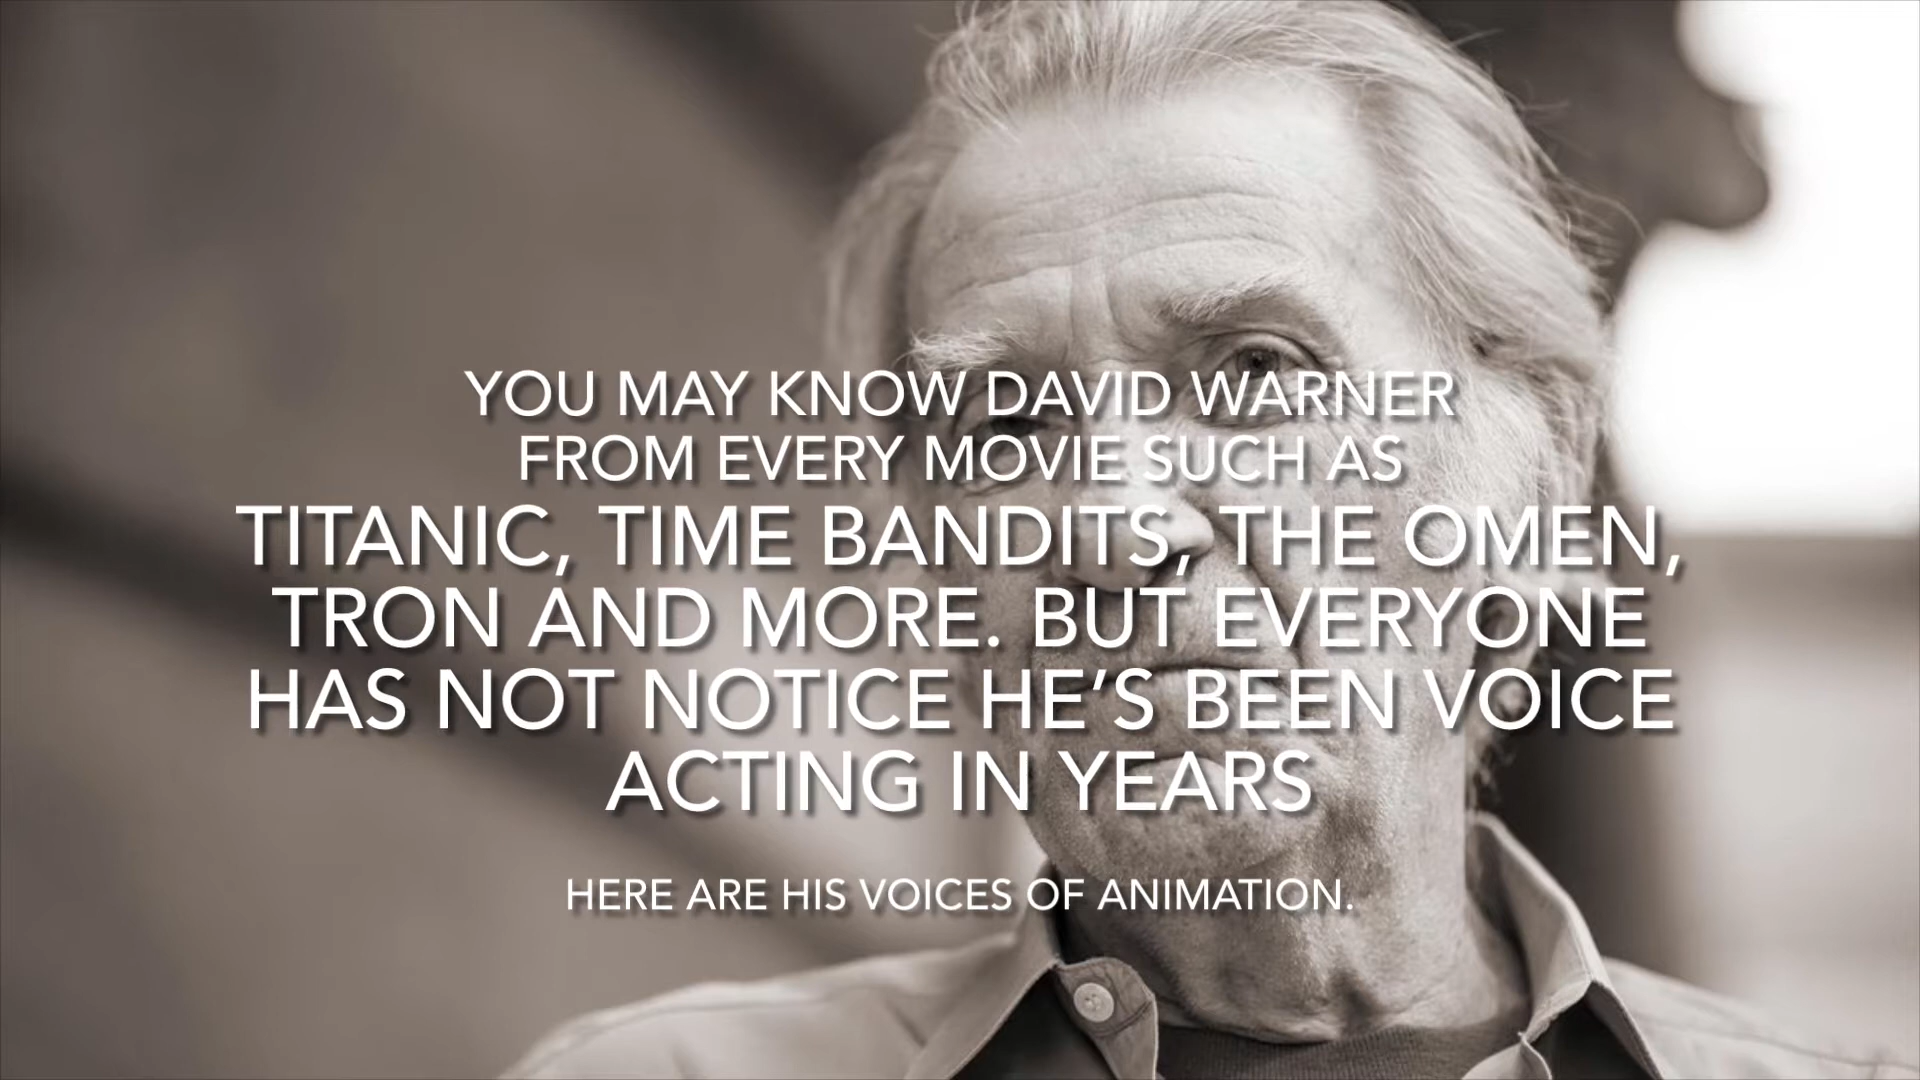 YOU MAY KNOW DAVID WARNER
FROM EVERY MOVIE SUCH AS
TITANIC, TIME BANDITS, THE OMEN,
TRON AND MORE. BUT EVERYONE
HAS NOT NOTICE HE'S BEEN VOICE
ACTING IN YEARS
HERE ARE HIS VOICES OF ANIMATION.